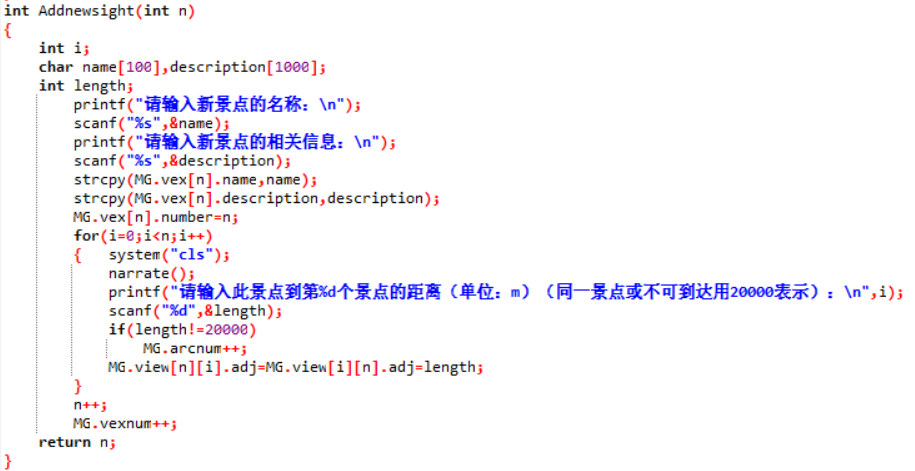 int Addnewsight(int n)
{
int i;
char name[100],description[1000];
int length;
printf("请输入新景点的名称：\n");
scanf("%s",&name);
printf("请输入新景点的相关信息：\n");
scanf("%s",&description);
strcpy(MG.vex[n].name,name);
strcpy(MG.vex[n].description,description);
MG.vex[n].number=n;
for(i=0;i<n;i++)
{ system("cls");
narrate();
printf("请输入此景点到第%d个景点的距离（单位：m）（同一景点或不可到达用20000表示）：\n",i);
scanf("%d",&length);
if(length!=20000)
MG.arcnum++;
MG.view[n][i].adj=MG.view[i][n].adj=length;
}
n++;
MG.vexnum++;
return n;
}